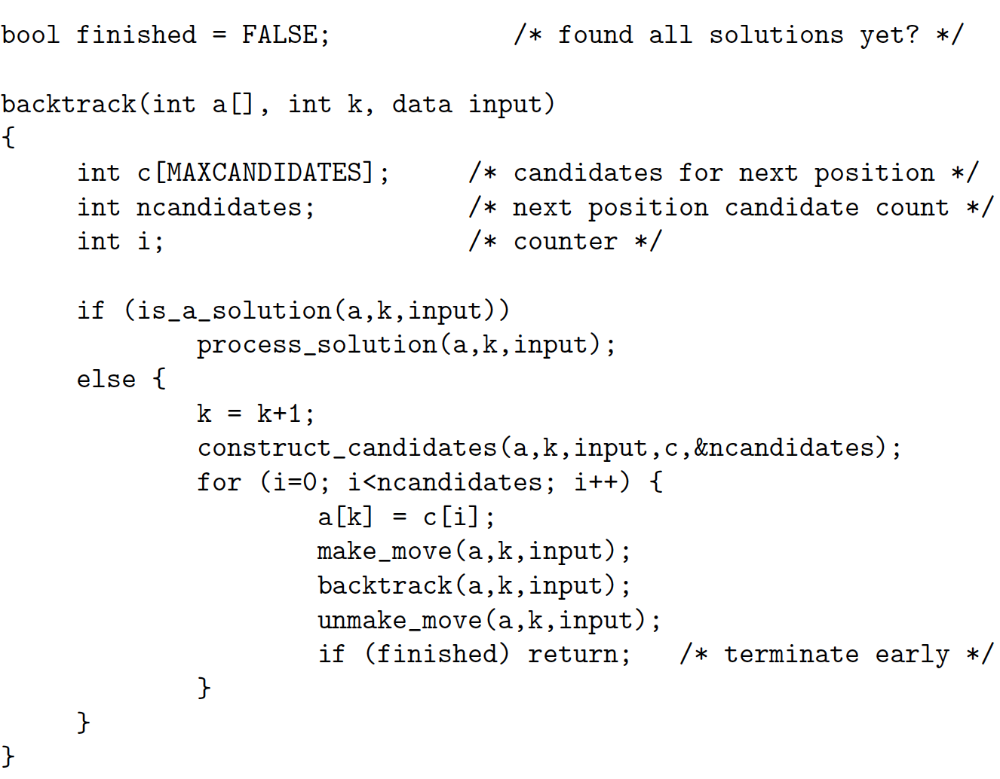 bool finished = FALSE;            /* found all solutions yet? */

backtrack(int a[], int k, data input)
{
     int c[MAXCANDIDATES];     /* candidates for next position */
     int ncandidates;          /* next position candidate count */
     int i;                    /* counter */

     if (is_a_solution(a,k,input))
             process_solution(a,k,input);
     else {
             k = k+1;
             construct_candidates(a,k,input,c,&ncandidates);
             for (i=0; i<ncandidates; i++) {
                     a[k] = c[i];
                     make_move(a,k,input);
                     backtrack(a,k,input);
                     unmake_move(a,k,input);
                     if (finished) return;   /* terminate early */
             }
     }
}